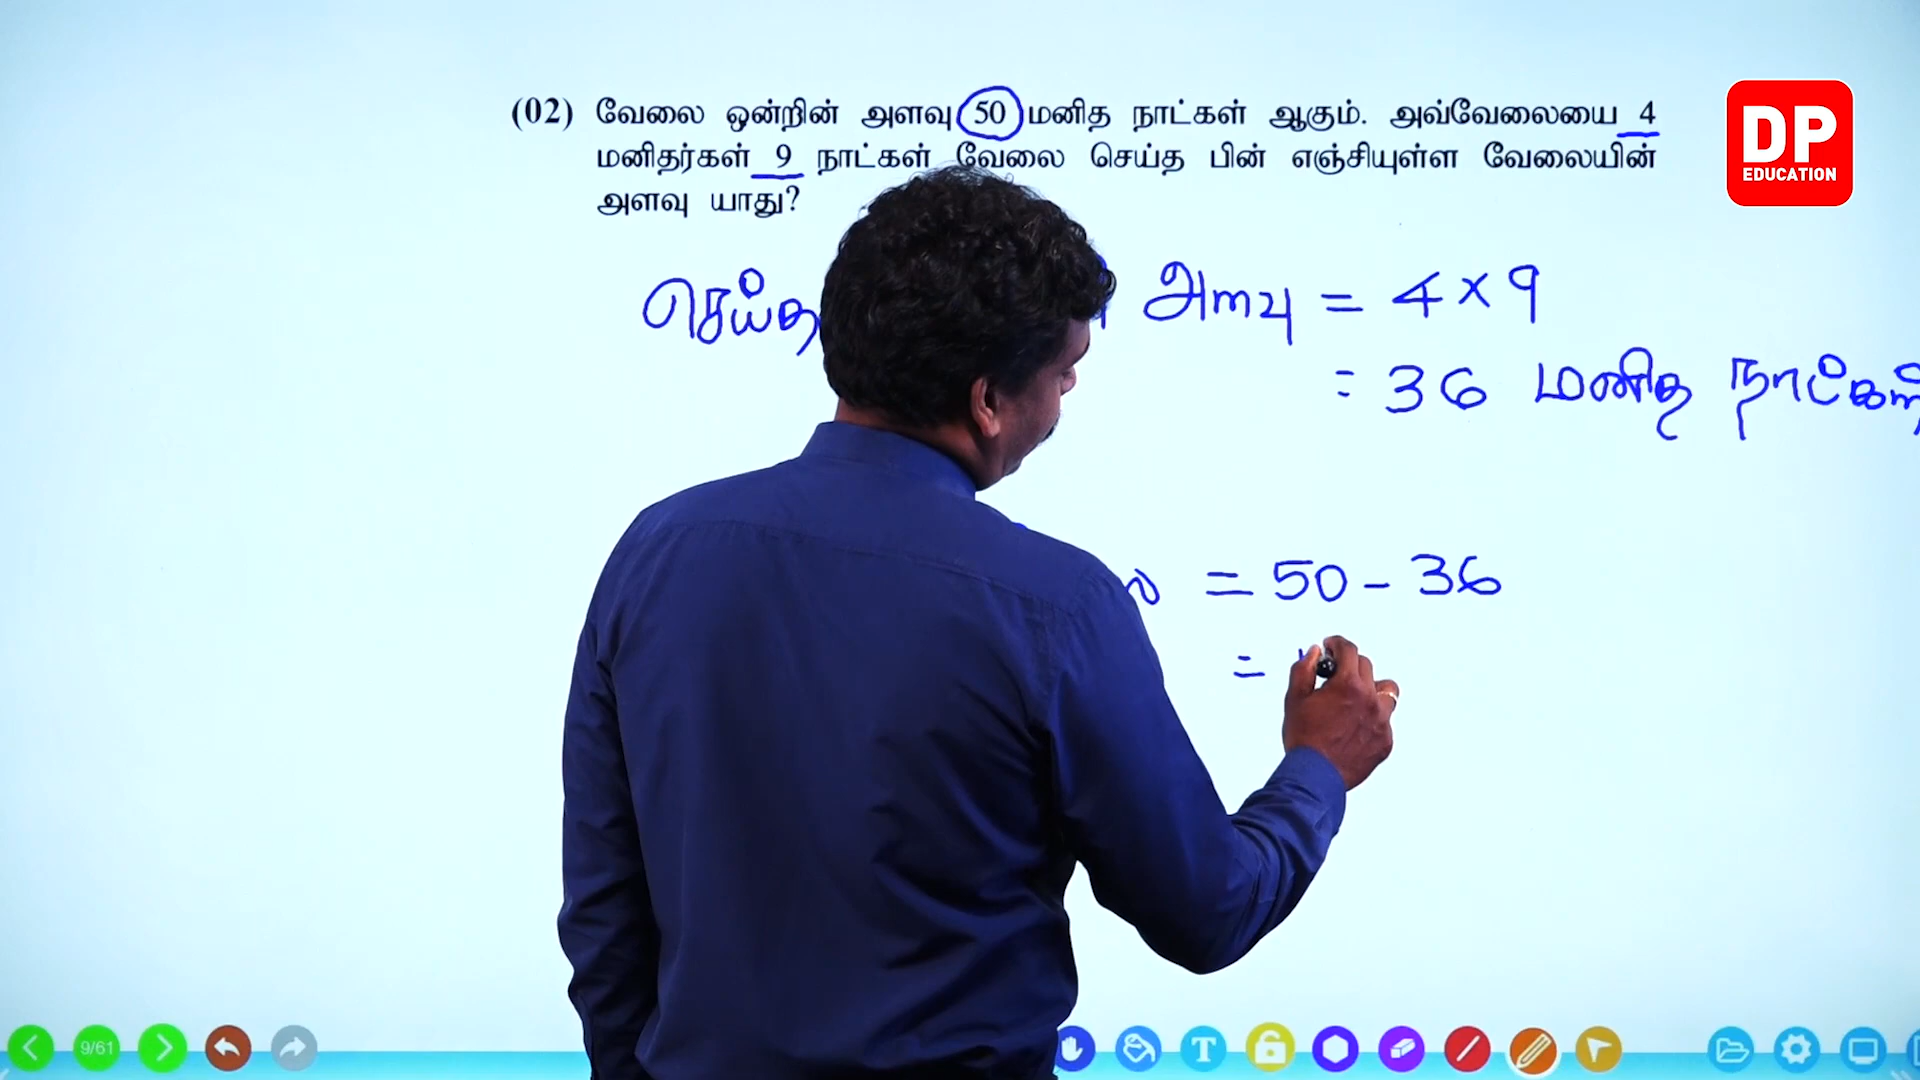 (02) வேலை ஒன்றின் அளவு 50 மனித நாட்கள் ஆகும். அவ்வேலையை 4
மனிதர்கள் 9 நாட்கள் வேலை செய்த பின் எஞ்சியுள்ள வேலையின்
அளவு யாது?
DP
EDUCATION
செய்த அளவு = 4 × 9
= 36 மனித நாட்கள்
= 50 - 36
=
9/61
T